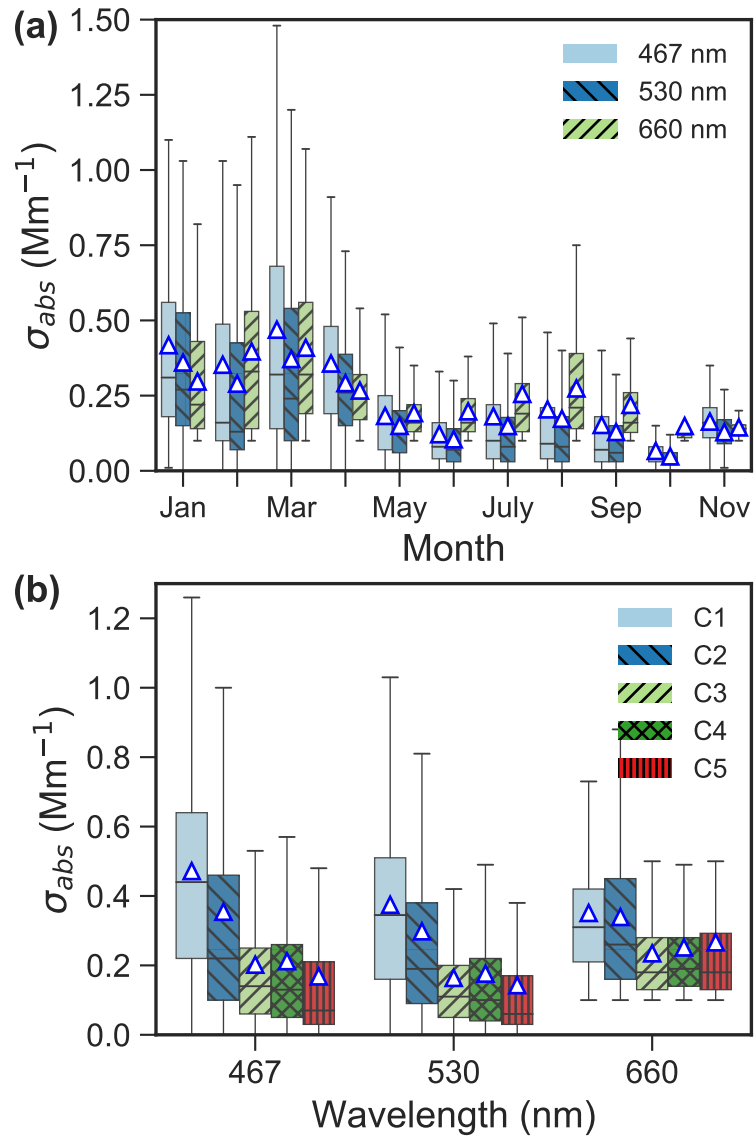 (a)
1.50
1.25
1.00
0.75
0.50
0.25
0.00
σabs (Mm⁻¹)
467 nm
530 nm
660 nm
Jan Mar May July Sep Nov
Month
(b)
1.2
1.0
0.8
0.6
0.4
0.2
0.0
σabs (Mm⁻¹)
C1
C2
C3
C4
C5
467 530 660
Wavelength (nm)